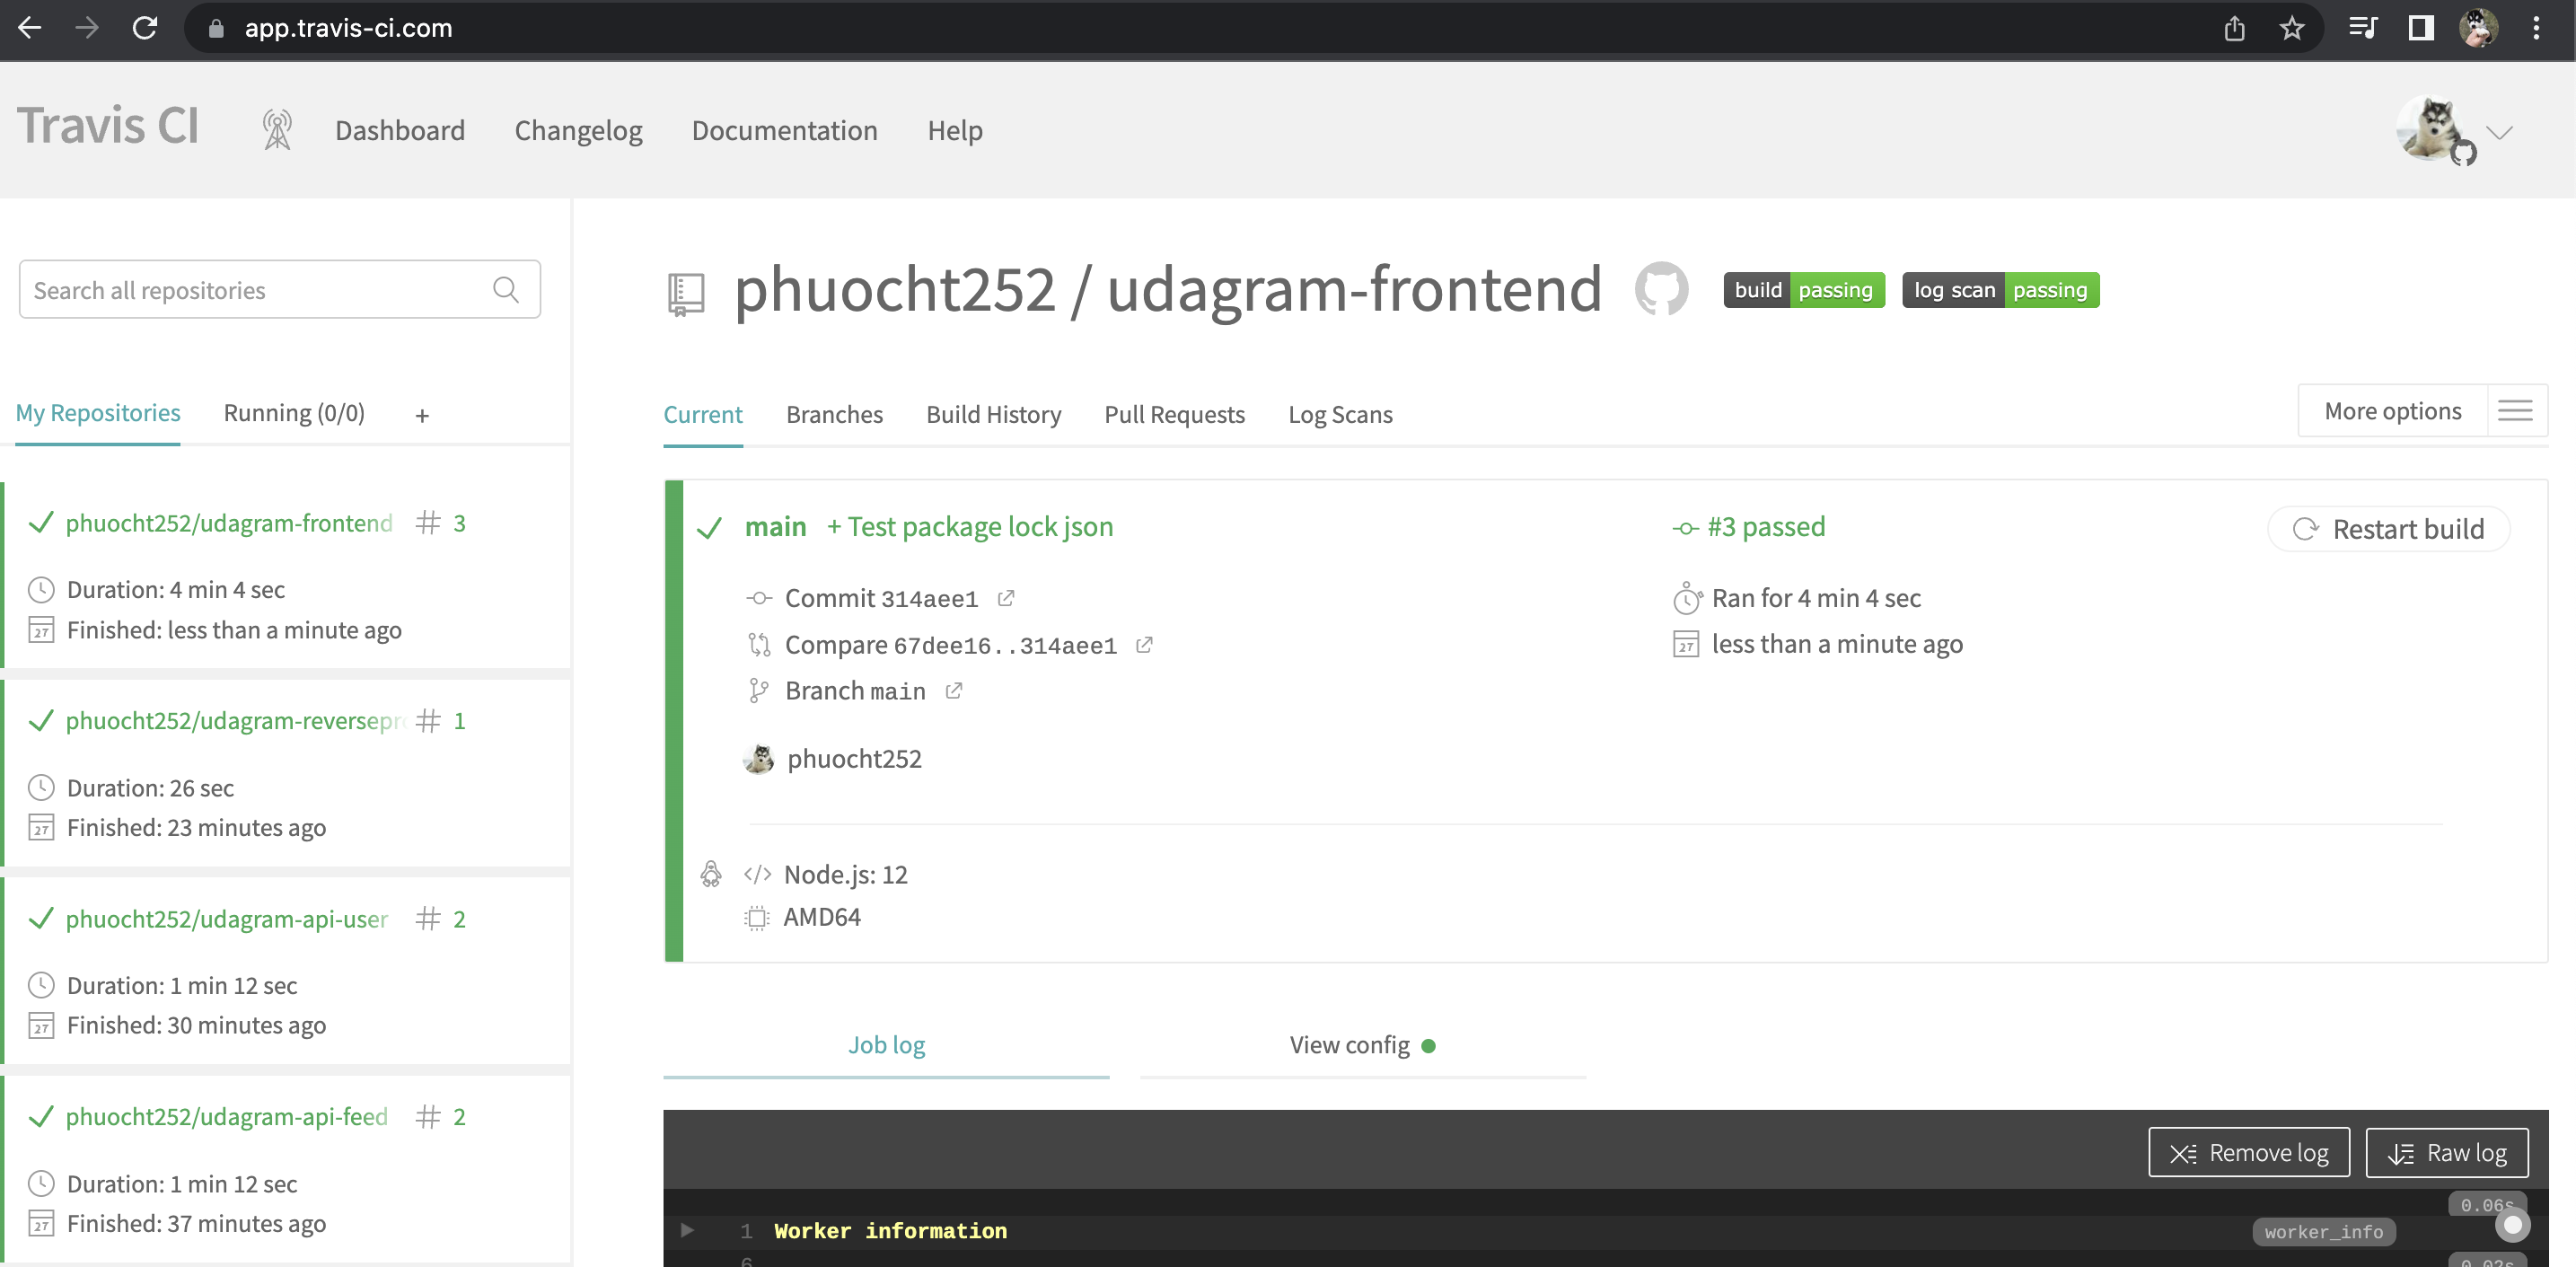 app.travis-ci.com
Travis CI
Dashboard
Changelog
Documentation
Help
Search all repositories
My Repositories
Running (0/0)
+
phuocht252/udagram-frontend # 3
Duration: 4 min 4 sec
27 Finished: less than a minute ago
phuocht252/udagram-reversepr # 1
Duration: 26 sec
27 Finished: 23 minutes ago
phuocht252/udagram-api-user # 2
Duration: 1 min 12 sec
27 Finished: 30 minutes ago
phuocht252/udagram-api-feed # 2
Duration: 1 min 12 sec
27 Finished: 37 minutes ago
phuocht252 / udagram-frontend
build passing
log scan passing
Current
Branches
Build History
Pull Requests
Log Scans
More options
main + Test package lock json
Commit 314aee1
Compare 67dee16..314aee1
Branch main
phuocht252
#3 passed
Ran for 4 min 4 sec
27 less than a minute ago
Restart build
</> Node.js: 12
AMD64
Job log
View config
Remove log
Raw log
0.06s
1 Worker information
worker_info
6
0.02s